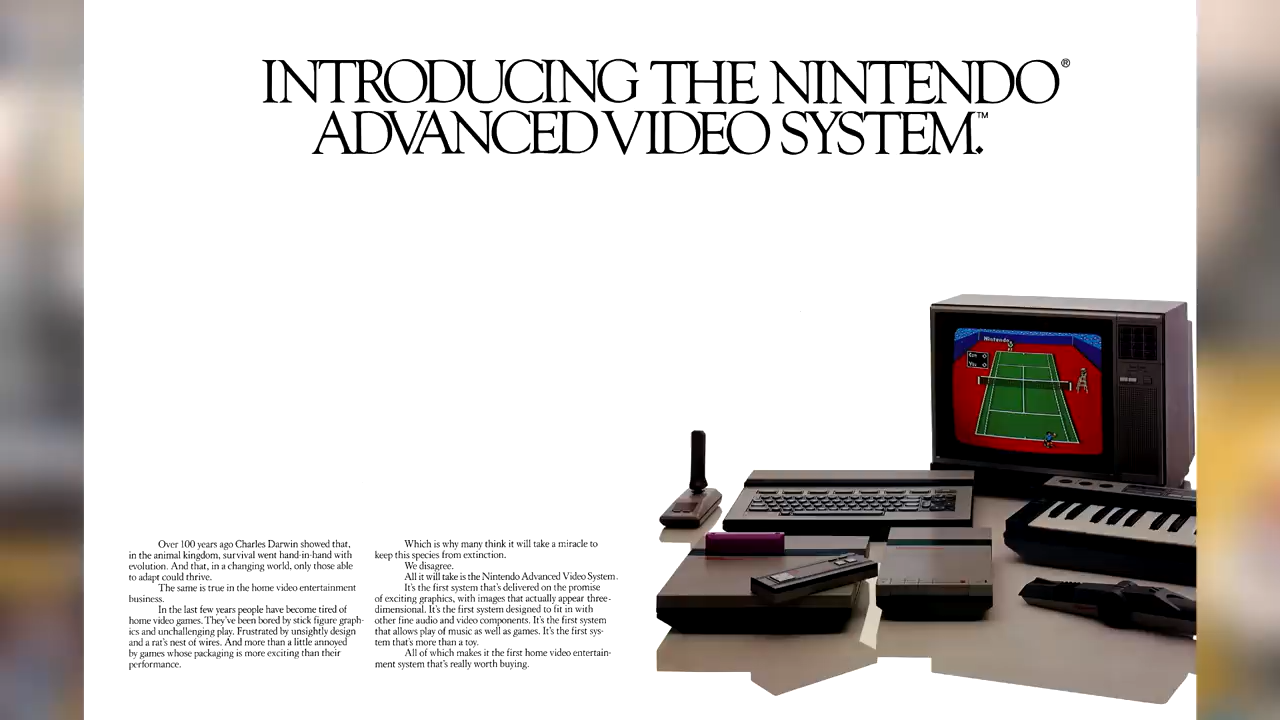 INTRODUCING THE NINTENDO®
ADVANCED VIDEO SYSTEM.™
Over 100 years ago Charles Darwin showed that,
in the animal kingdom, survival went hand-in-hand with
evolution. And that, in a changing world, only those able
to adapt could thrive.
The same is true in the home video entertainment
business.
In the last few years people have become tired of
home video games. They've been bored by stick figure graph-
ics and unchallenging play. Frustrated by unsightly design
and a rat's nest of wires. And more than a little annoyed
by games whose packaging is more exciting than their
performance.
Which is why many think it will take a miracle to
keep this species from extinction.
We disagree.
All it will take is the Nintendo Advanced Video System.
It's the first system that's delivered on the promise
of exciting graphics, with images that actually appear three-
dimensional. It's the first system designed to fit in with
other fine audio and video components. It's the first system
that allows play of music as well as games. It's the first sys-
tem that's more than a toy.
All of which makes it the first home video entertain-
ment system that's really worth buying.
Nintendo